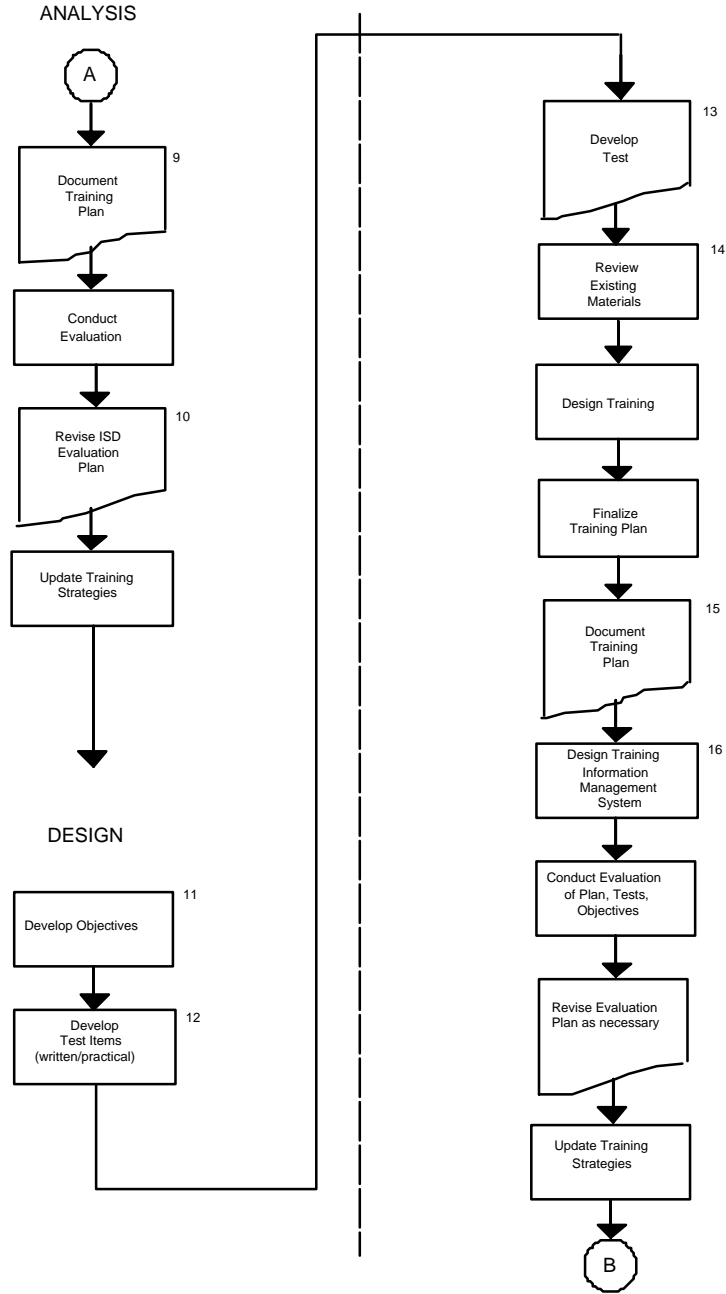 ANALYSIS
A
9
Document
Training
Plan
Conduct
Evaluation
10
Revise ISD
Evaluation
Plan
Update Training
Strategies
DESIGN
11
Develop Objectives
12
Develop
Test Items
(written/practical)
13
Develop
Test
14
Review
Existing
Materials
Design Training
Finalize
Training Plan
15
Document
Training
Plan
16
Design Training
Information
Management
System
Conduct Evaluation
of Plan, Tests,
Objectives
Revise Evaluation
Plan as necessary
Update Training
Strategies
B